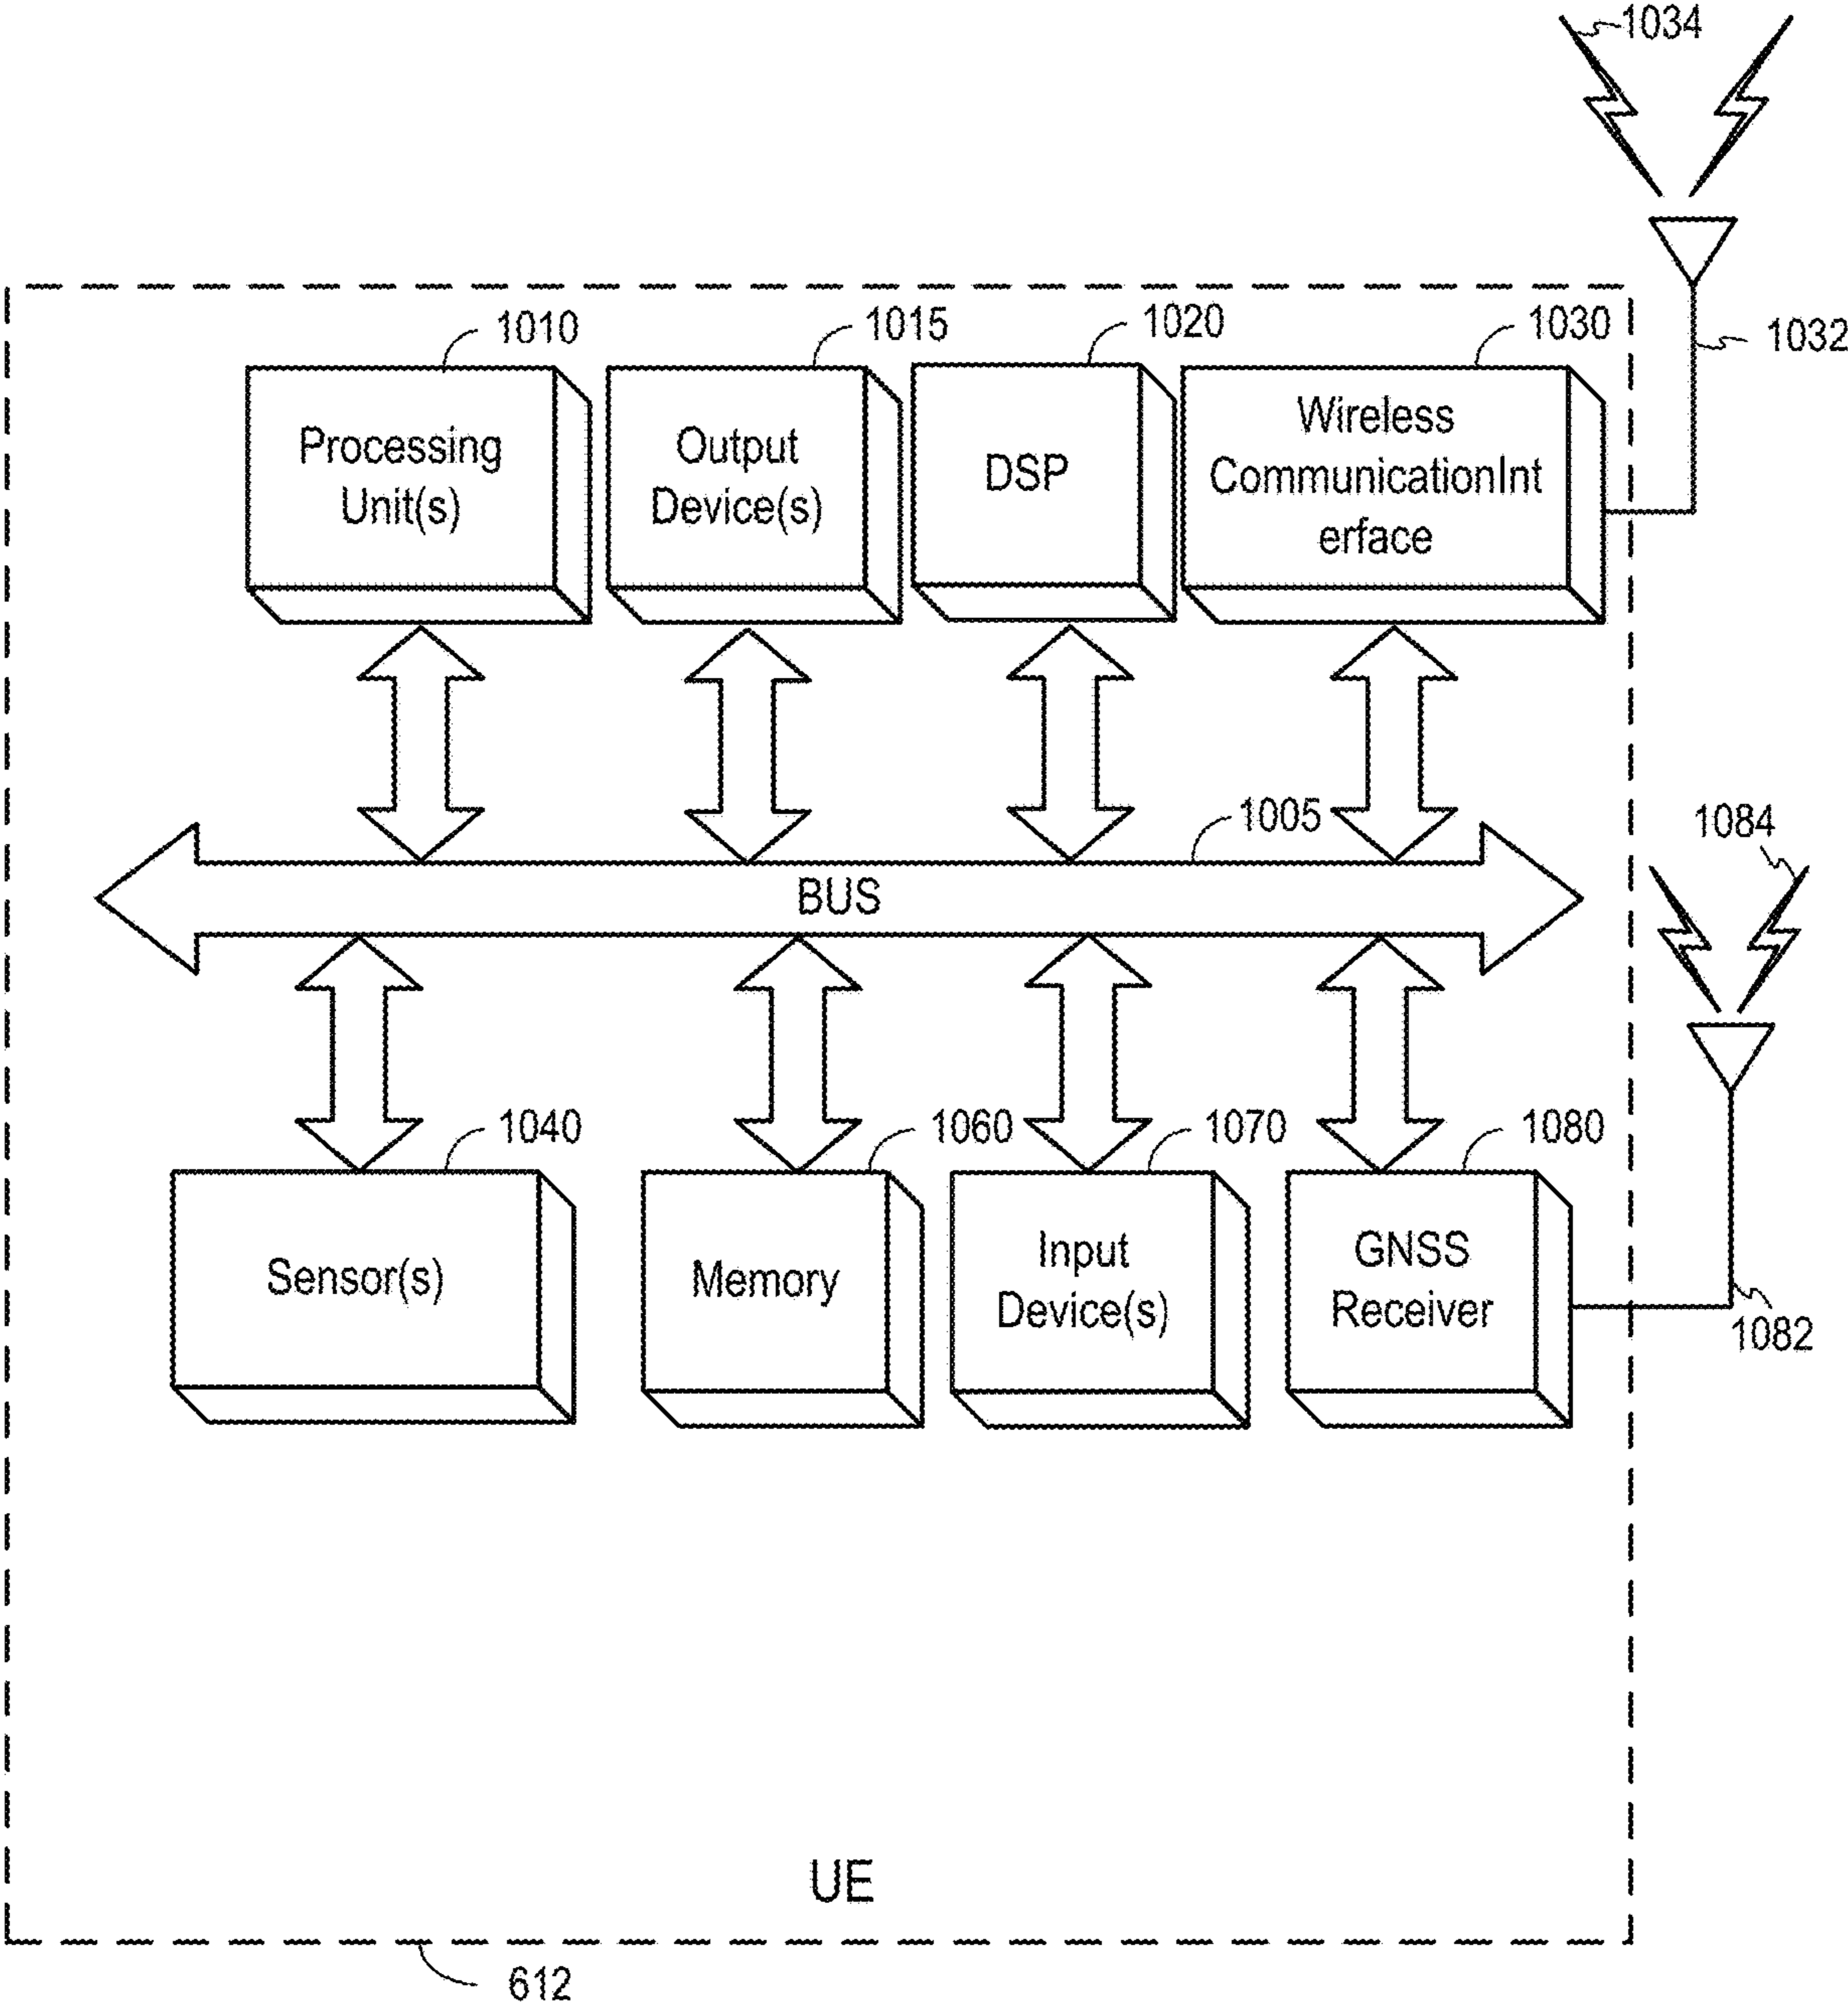 1034
1032
1010
1015
1020
1030
Processing
Unit(s)
Output
Device(s)
DSP
Wireless
CommunicationInt
erface
1005
BUS
1084
1040
1060
1070
1080
Sensor(s)
Memory
Input
Device(s)
GNSS
Receiver
1082
UE
612